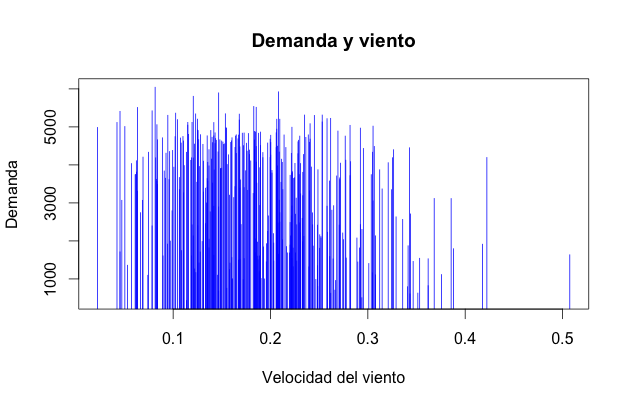 Demanda y viento
Demanda
5000
3000
1000
0.1 0.2 0.3 0.4 0.5
Velocidad del viento